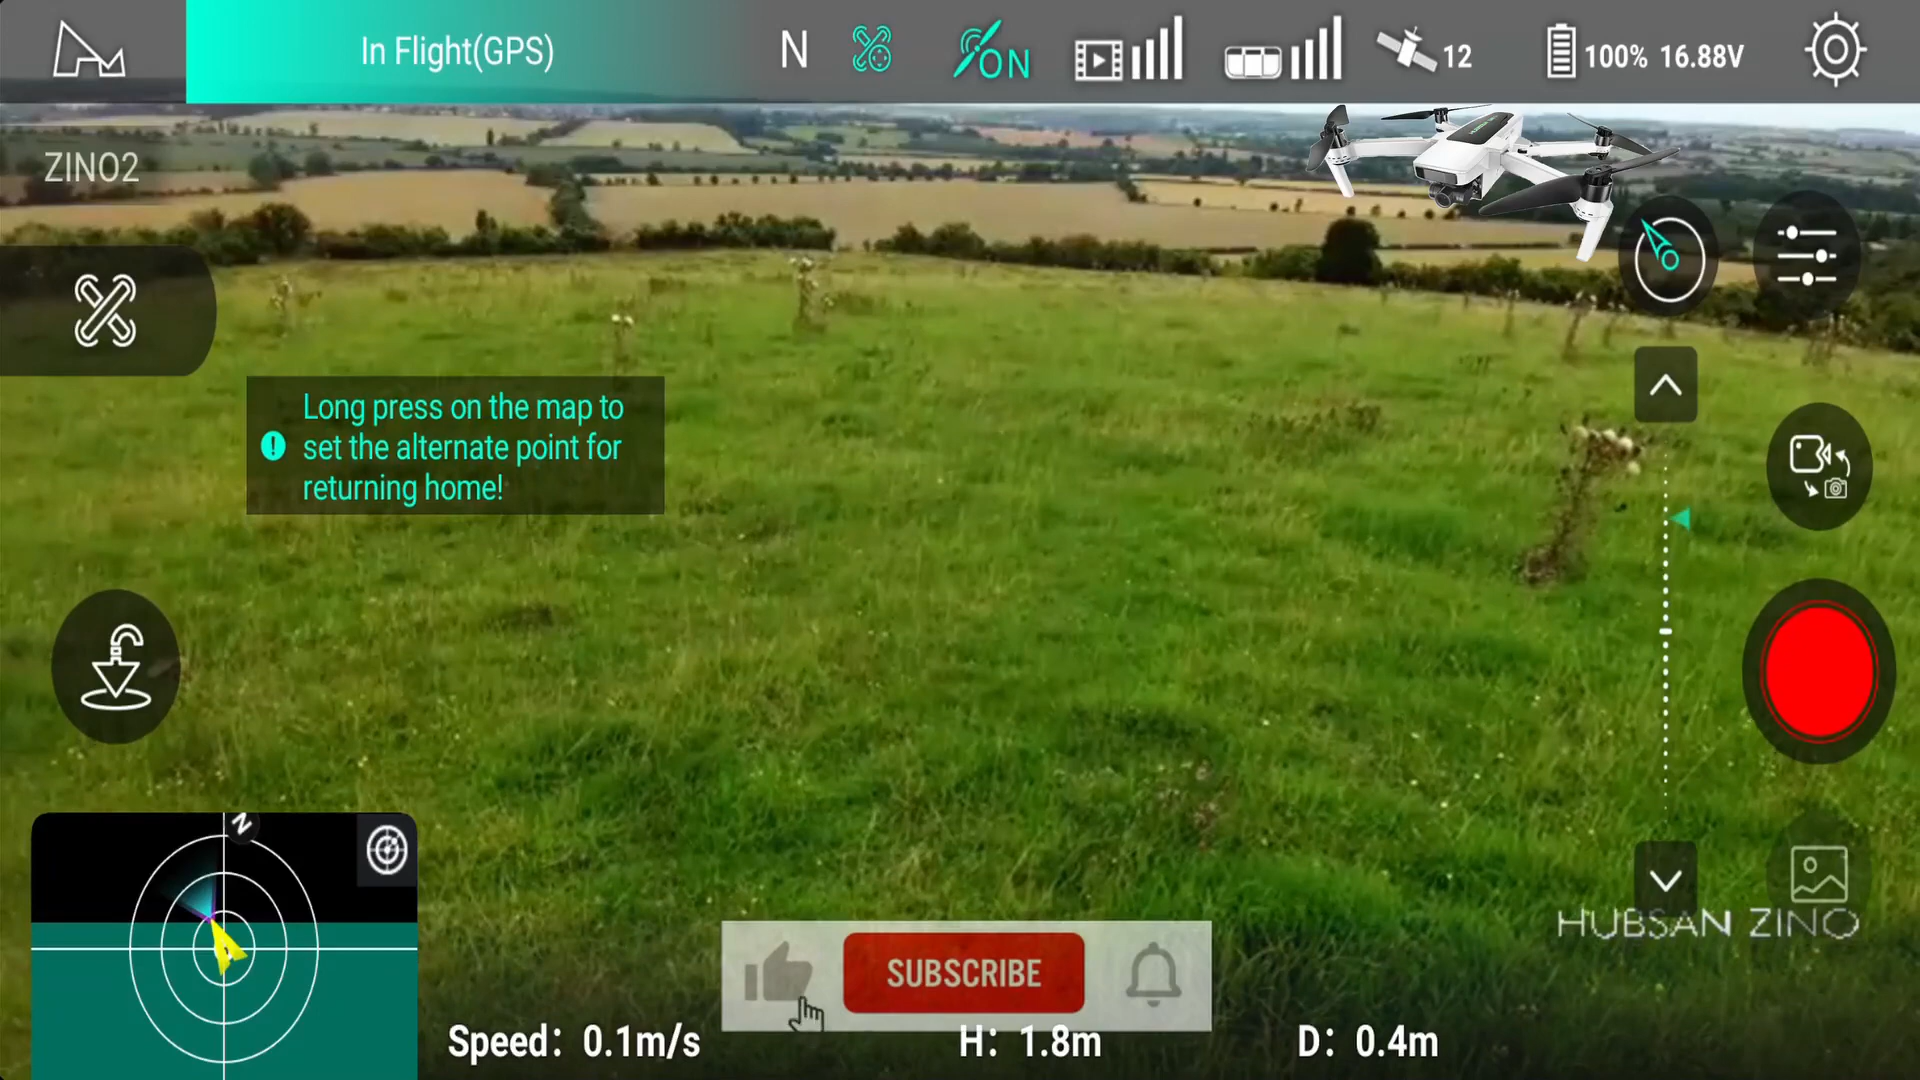 In Flight(GPS)
N
ON
12
100% 16.88V
ZINO2
Long press on the map to
set the alternate point for
returning home!
N
HUBSAN ZINO
SUBSCRIBE
Speed: 0.1m/s
H: 1.8m
D: 0.4m